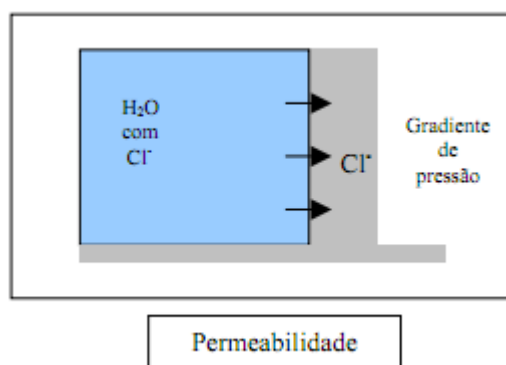 H₂O
com
Cl⁻
Cl⁻
Gradiente
de
pressão
Permeabilidade